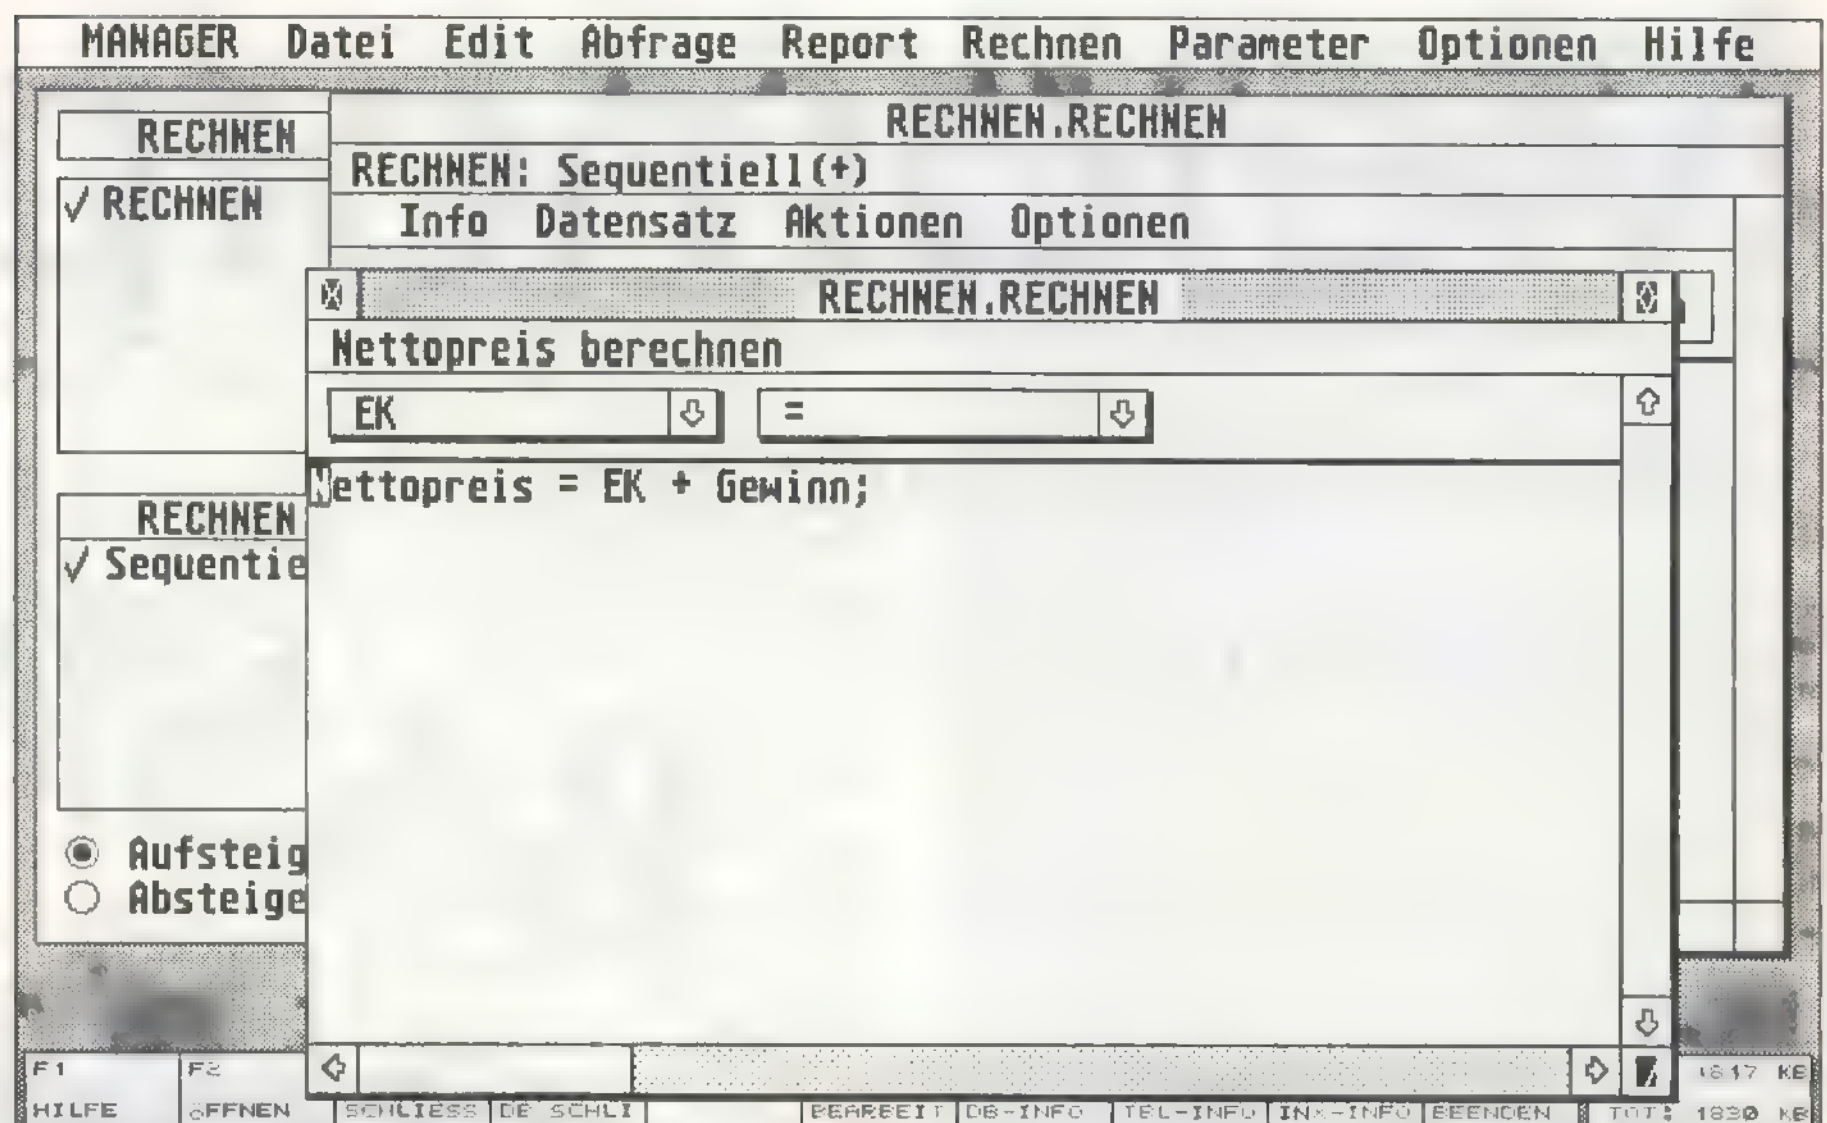 MANAGER Datei Edit Abfrage Report Rechnen Parameter Optionen Hilfe
RECHNEN
RECHNEN
RECHNEN.RECHNEN
RECHNEN: Sequentiell(+)
Info Datensatz Aktionen Optionen
RECHNEN.RECHNEN
Nettopreis berechnen
EK =
Nettopreis = EK + Gewinn;
RECHNEN
Sequentie
Aufsteig
Absteige
F1 F2 KB
HILFE ÖFFNEN SCHLIESS DB SCHLI BEARBEIT DB-INFO TBL-INFO INX-INFO BEENDEN TOT: 1830 KB